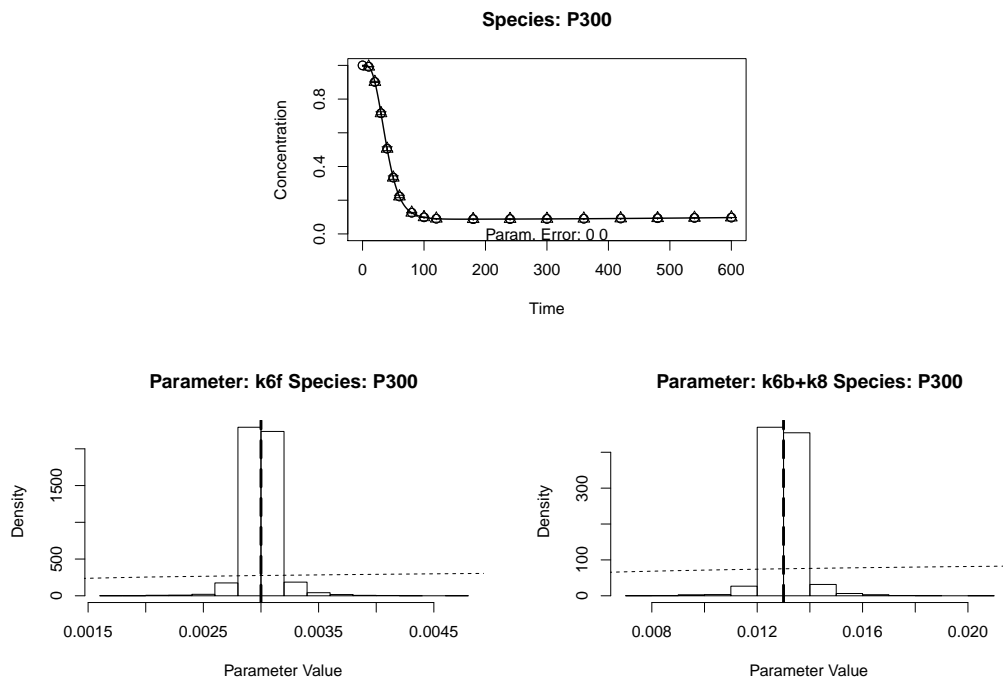 Species: P300
Concentration
0.0 0.4 0.8
Param. Error: 0 0
0 100 200 300 400 500 600
Time
Parameter: k6f Species: P300
Density
0 500 1500
0.0015 0.0025 0.0035 0.0045
Parameter Value
Parameter: k6b+k8 Species: P300
Density
0 100 300
0.008 0.012 0.016 0.020
Parameter Value